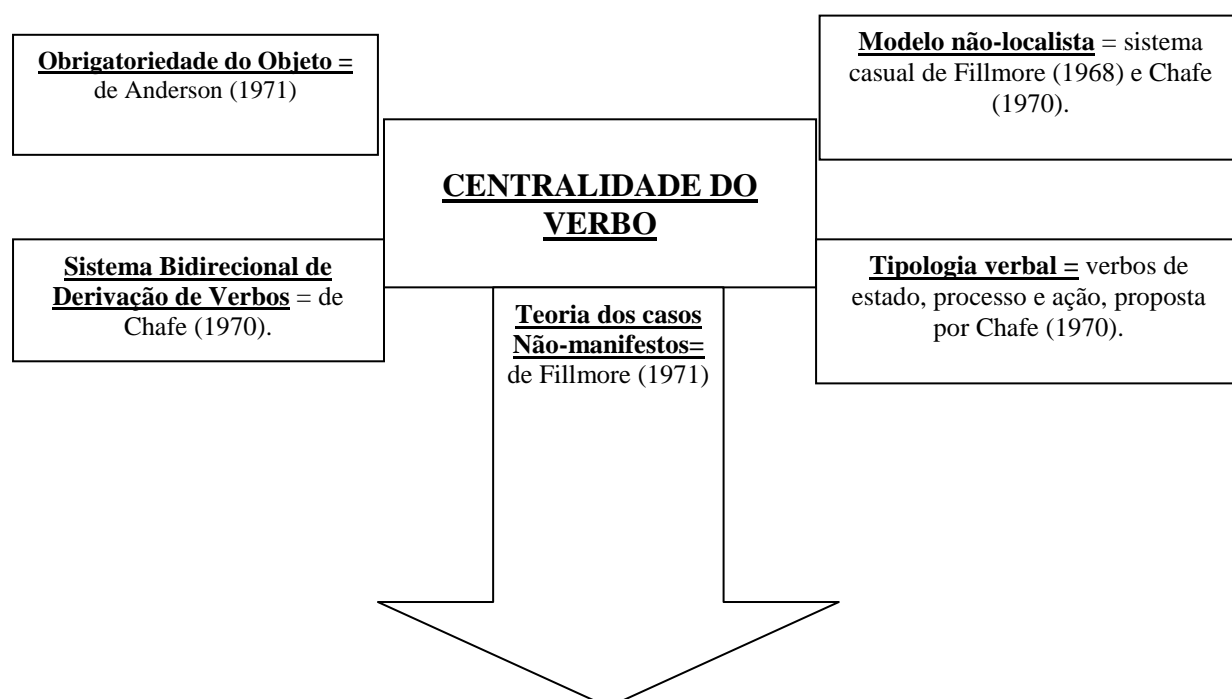 Obrigatoriedade do Objeto =
de Anderson (1971)
Modelo não-localista = sistema
casual de Fillmore (1968) e Chafe
(1970).
CENTRALIDADE DO
VERBO
Sistema Bidirecional de
Derivação de Verbos = de
Chafe (1970).
Teoria dos casos
Não-manifestos=
de Fillmore (1971)
Tipologia verbal = verbos de
estado, processo e ação, proposta
por Chafe (1970).